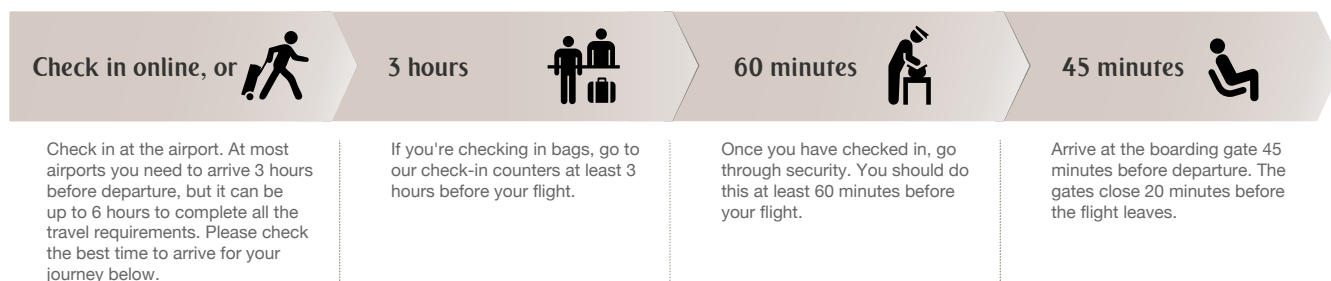 Check in online, or
3 hours
60 minutes
45 minutes
Check in at the airport. At most
airports you need to arrive 3 hours
before departure, but it can be
up to 6 hours to complete all the
travel requirements. Please check
the best time to arrive for your
journey below.
If you're checking in bags, go to
our check-in counters at least 3
hours before your flight.
Once you have checked in, go
through security. You should do
this at least 60 minutes before
your flight.
Arrive at the boarding gate 45
minutes before departure. The
gates close 20 minutes before
the flight leaves.